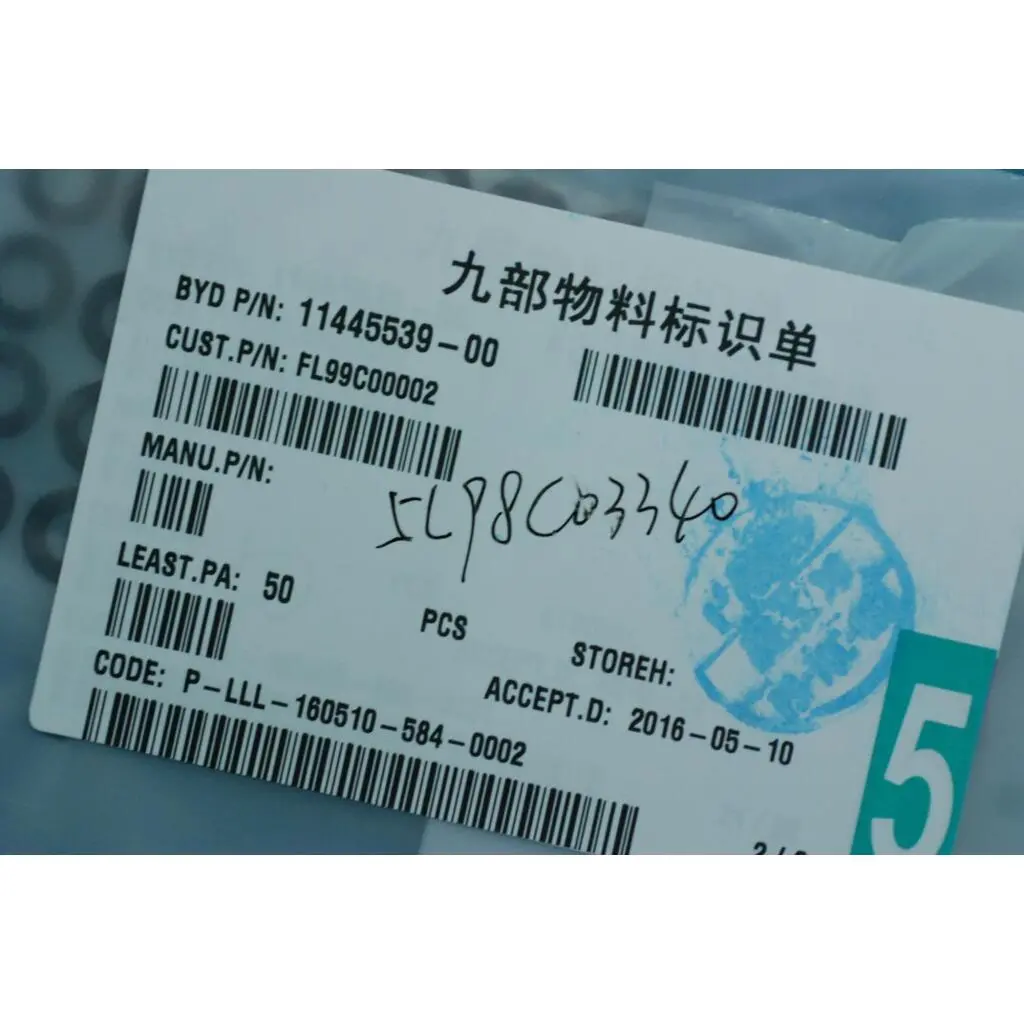 九部物料标识单
BYD P/N: 11445539-00
CUST.P/N: FL99C00002
MANU.P/N:
5L98C03340
LEAST.PA: 50
PCS
STOREH:
CODE: P-LLL-160510-584-0002
ACCEPT.D: 2016-05-10
5